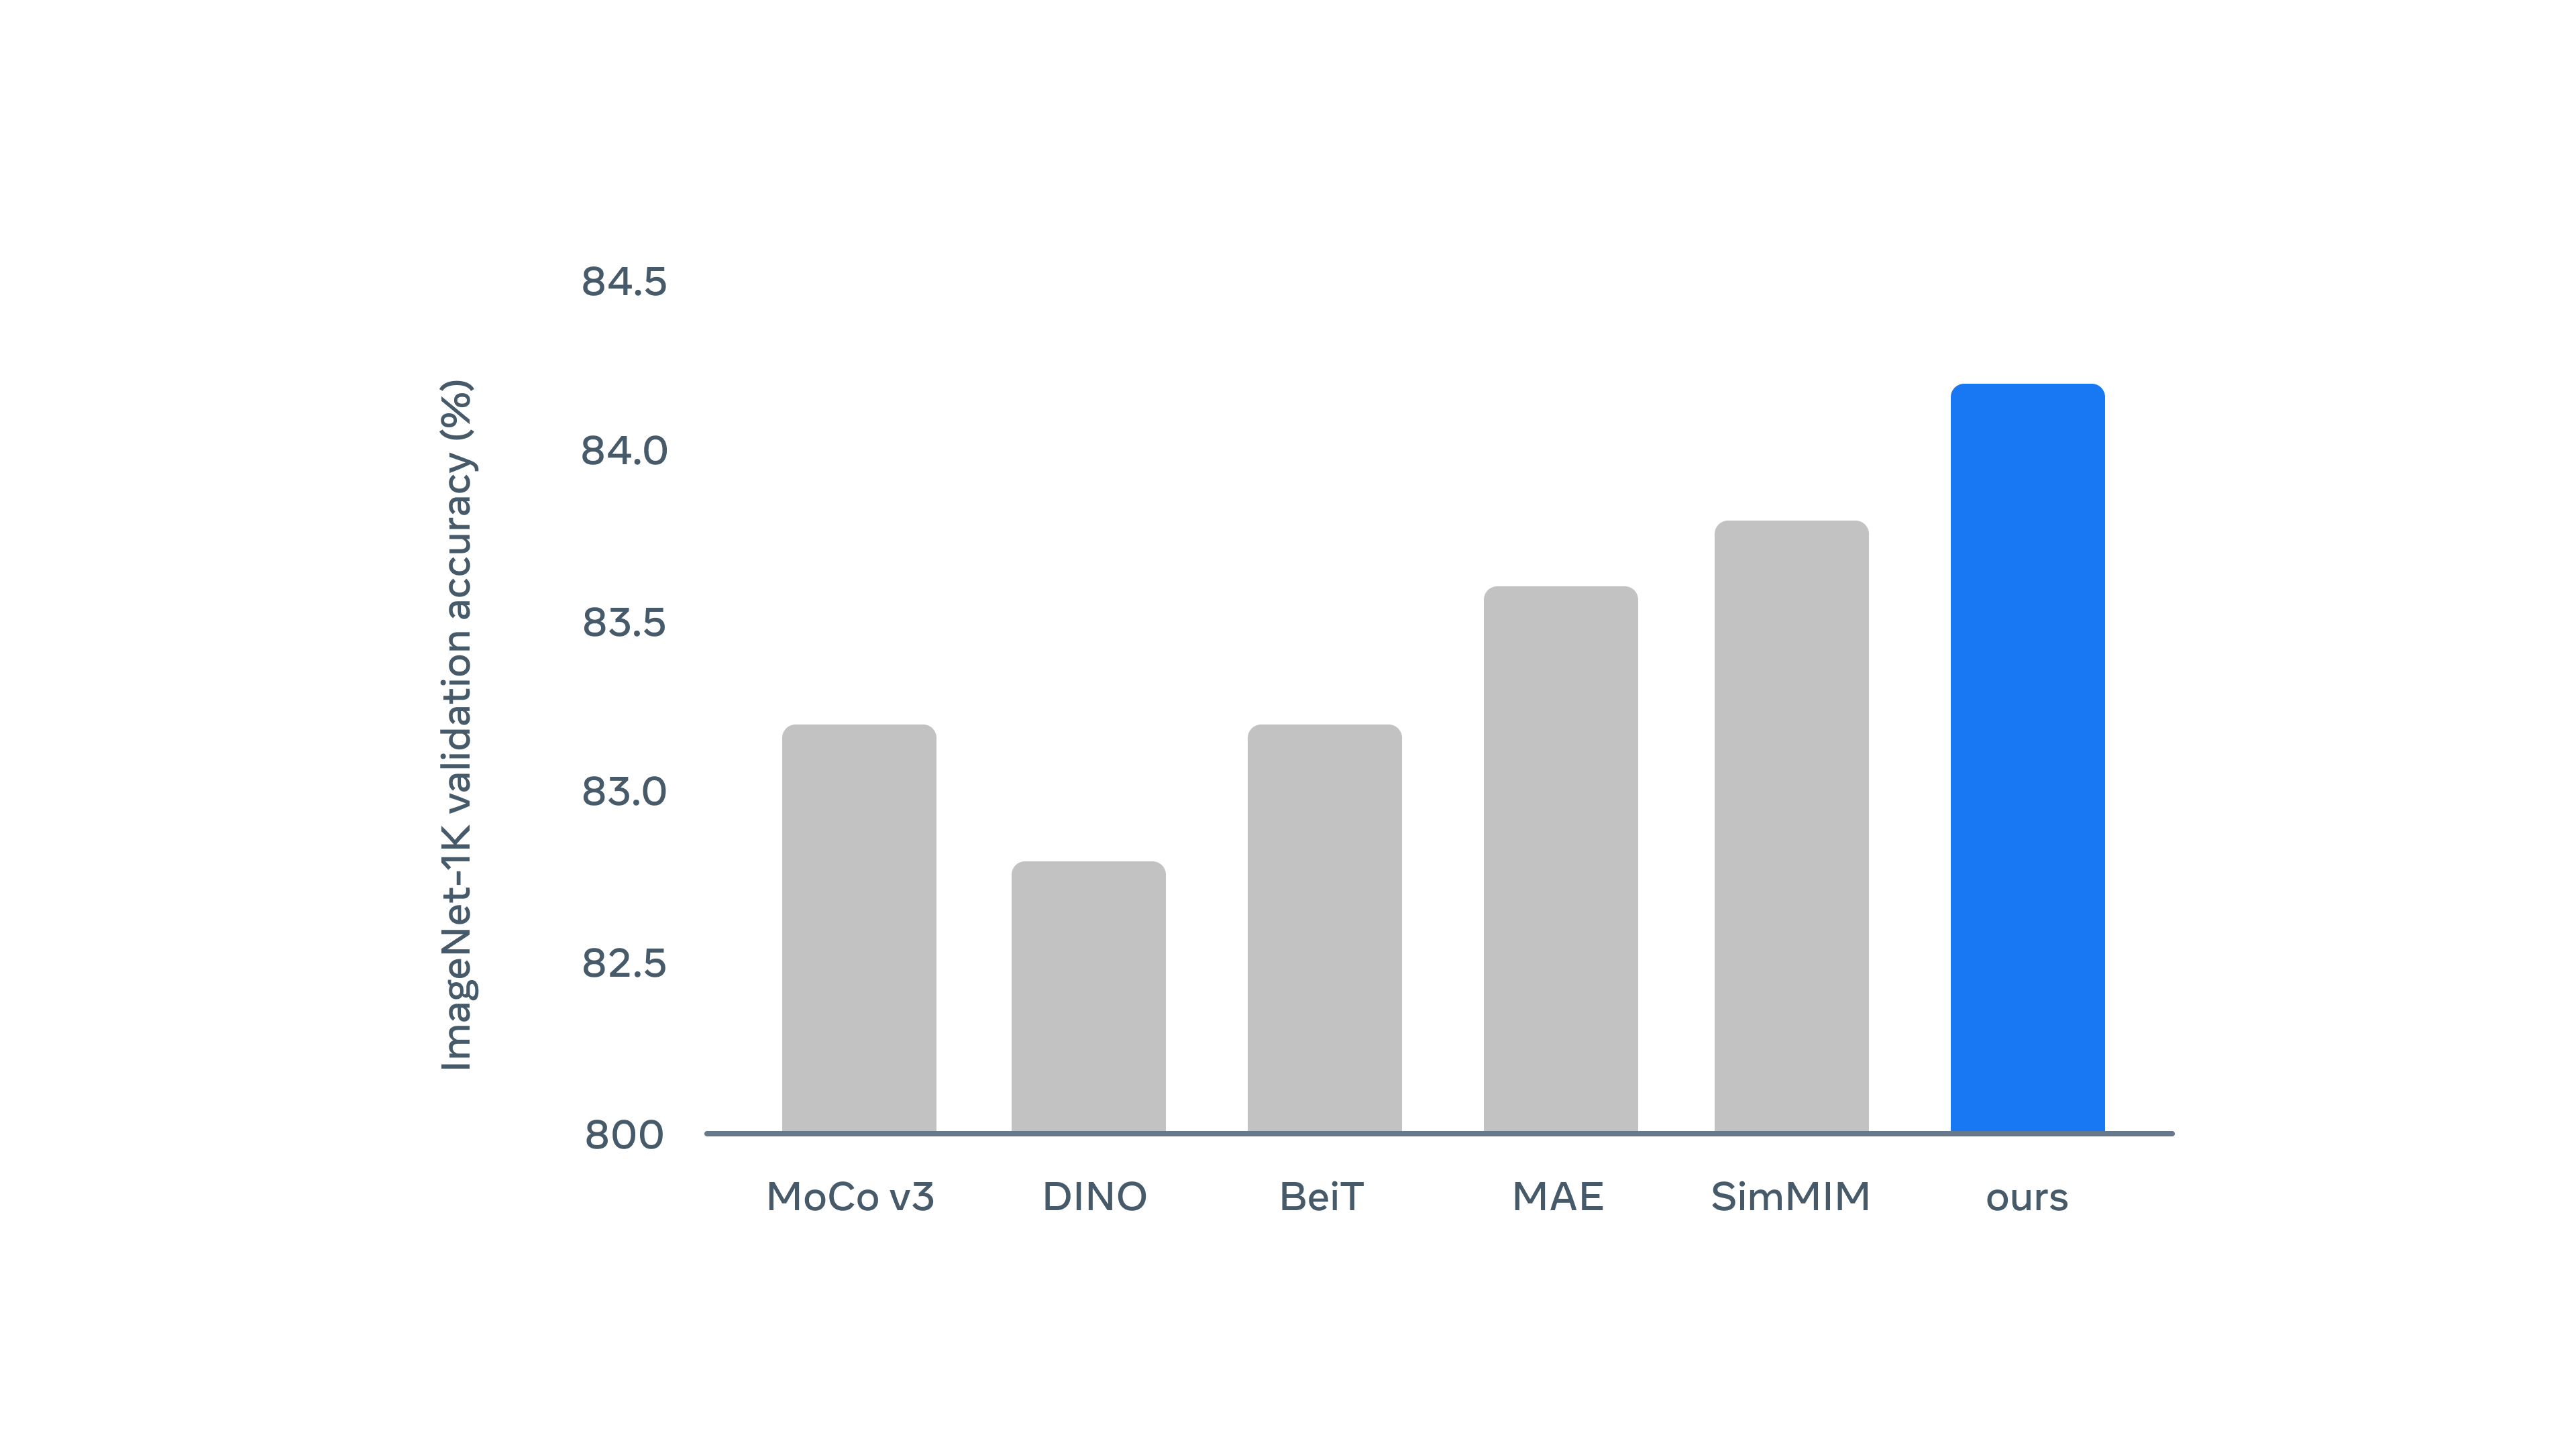 ImageNet-1K validation accuracy (%)
84.5
84.0
83.5
83.0
82.5
800
MoCo v3
DINO
BeiT
MAE
SimMIM
ours